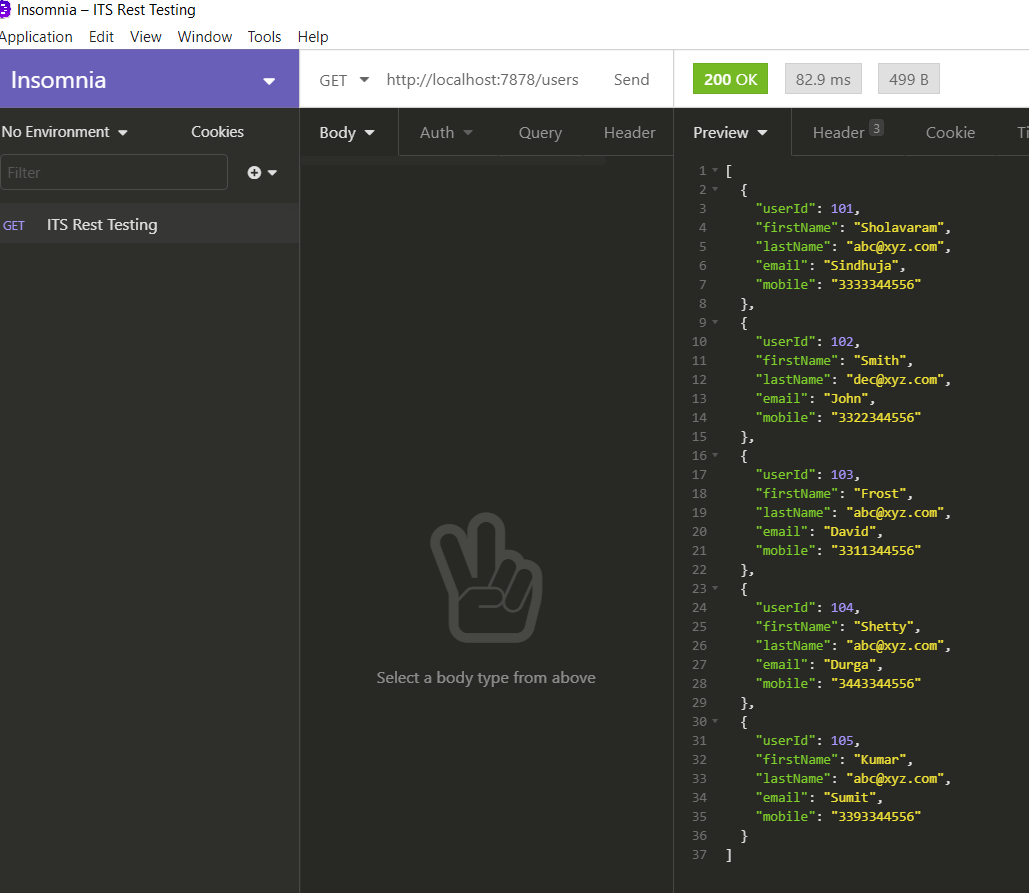 Insomnia – ITS Rest Testing
Application Edit View Window Tools Help
Insomnia
GET http://localhost:7878/users Send
200 OK 82.9 ms 499 B
No Environment Cookies
Body Auth Query Header
Preview Header 3 Cookie Ti
Filter
GET ITS Rest Testing
Select a body type from above
1 [
2 {
3 "userId": 101,
4 "firstName": "Sholavaram",
5 "lastName": "abc@xyz.com",
6 "email": "Sindhuja",
7 "mobile": "3333344556"
8 },
9 {
10 "userId": 102,
11 "firstName": "Smith",
12 "lastName": "dec@xyz.com",
13 "email": "John",
14 "mobile": "3322344556"
15 },
16 {
17 "userId": 103,
18 "firstName": "Frost",
19 "lastName": "abc@xyz.com",
20 "email": "David",
21 "mobile": "3311344556"
22 },
23 {
24 "userId": 104,
25 "firstName": "Shetty",
26 "lastName": "abc@xyz.com",
27 "email": "Durga",
28 "mobile": "3443344556"
29 },
30 {
31 "userId": 105,
32 "firstName": "Kumar",
33 "lastName": "abc@xyz.com",
34 "email": "Sumit",
35 "mobile": "3393344556"
36 }
37 ]